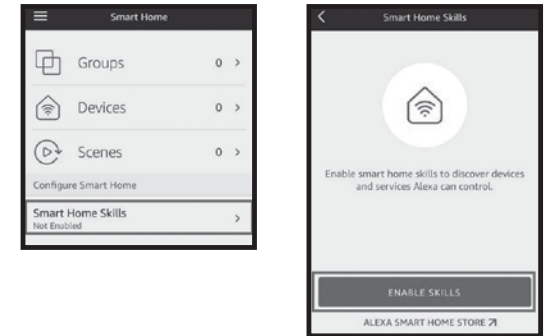 Smart Home
Groups 0 >
Devices 0 >
Scenes 0 >
Configure Smart Home
Smart Home Skills >
Not Enabled
< Smart Home Skills
Enable smart home skills to discover devices
and services Alexa can control.
ENABLE SKILLS
ALEXA SMART HOME STORE